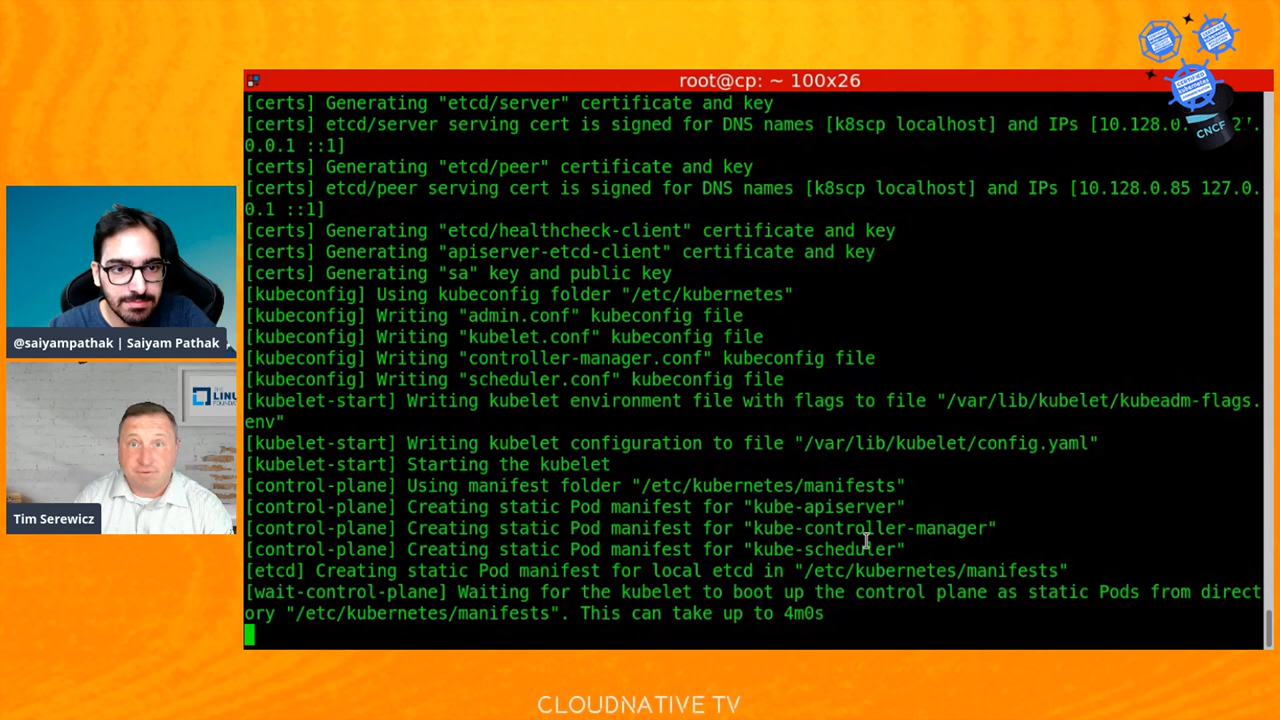 root@cp: ~ 100x26
[certs] Generating "etcd/server" certificate and key
[certs] etcd/server serving cert is signed for DNS names [k8scp localhost] and IPs [10.128.0.
0.0.1 ::1]
[certs] Generating "etcd/peer" certificate and key
[certs] etcd/peer serving cert is signed for DNS names [k8scp localhost] and IPs [10.128.0.85 127.0.
0.1 ::1]
[certs] Generating "etcd/healthcheck-client" certificate and key
[certs] Generating "apiserver-etcd-client" certificate and key
[certs] Generating "sa" key and public key
[kubeconfig] Using kubeconfig folder "/etc/kubernetes"
[kubeconfig] Writing "admin.conf" kubeconfig file
[kubeconfig] Writing "kubelet.conf" kubeconfig file
[kubeconfig] Writing "controller-manager.conf" kubeconfig file
[kubeconfig] Writing "scheduler.conf" kubeconfig file
[kubelet-start] Writing kubelet environment file with flags to file "/var/lib/kubelet/kubeadm-flags.
env"
[kubelet-start] Writing kubelet configuration to file "/var/lib/kubelet/config.yaml"
[kubelet-start] Starting the kubelet
[control-plane] Using manifest folder "/etc/kubernetes/manifests"
[control-plane] Creating static Pod manifest for "kube-apiserver"
[control-plane] Creating static Pod manifest for "kube-controller-manager"
[control-plane] Creating static Pod manifest for "kube-scheduler"
[etcd] Creating static Pod manifest for local etcd in "/etc/kubernetes/manifests"
[wait-control-plane] Waiting for the kubelet to boot up the control plane as static Pods from direct
ory "/etc/kubernetes/manifests". This can take up to 4m0s
@saiyampathak | Saiyam Pathak
THE
LINU
FOUNDAT
Tim Serewicz
CERTIFIED
kubernetes
CNCF
CLOUDNATIVE TV